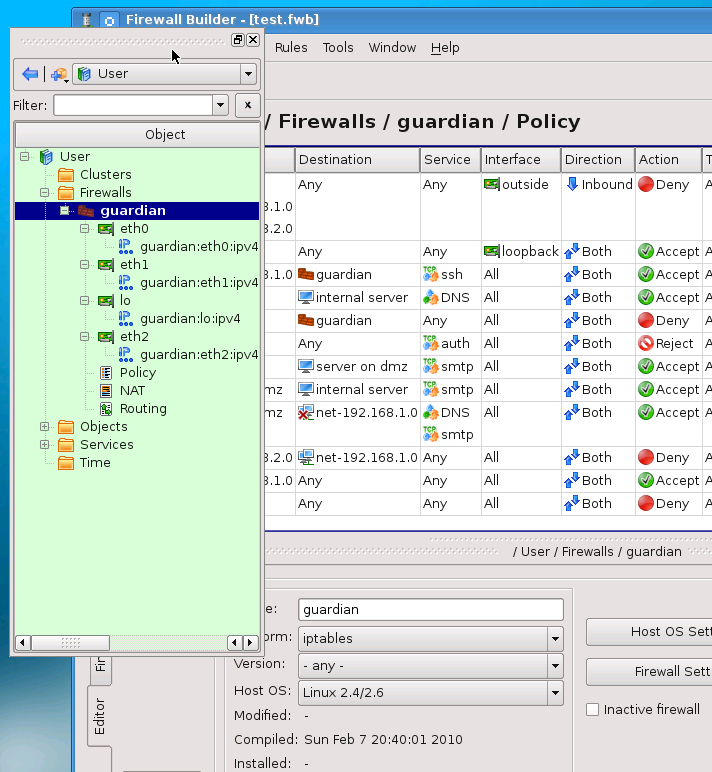 Firewall Builder - [test.fwb]
Rules Tools Window Help
User
Filter:
x
Object
User
Clusters
Firewalls
guardian
eth0
guardian:eth0:ipv4
eth1
guardian:eth1:ipv4
lo
guardian:lo:ipv4
eth2
guardian:eth2:ipv4
Policy
NAT
Routing
Objects
Services
Time
/ Firewalls / guardian / Policy
Destination Service Interface Direction Action T
Any Any outside Inbound Deny A
3.1.0
3.2.0
Any Any loopback Both Accept A
3.1.0 guardian ssh All Both Accept A
internal server DNS All Both Accept A
guardian Any All Both Deny A
Any auth All Both Reject A
server on dmz smtp All Both Accept A
mz internal server smtp All Both Accept A
mz net-192.168.1.0 DNS All Both Accept A
smtp
3.2.0 net-192.168.1.0 Any All Both Deny A
3.1.0 Any Any All Both Accept A
Any Any All Both Deny A
/ User / Firewalls / guardian
e: guardian
orm: iptables
Version: - any -
Host OS: Linux 2.4/2.6
Modified: -
Compiled: Sun Feb 7 20:40:01 2010
Installed: -
Host OS Sett
Firewall Sett
Inactive firewall
Fir
Editor